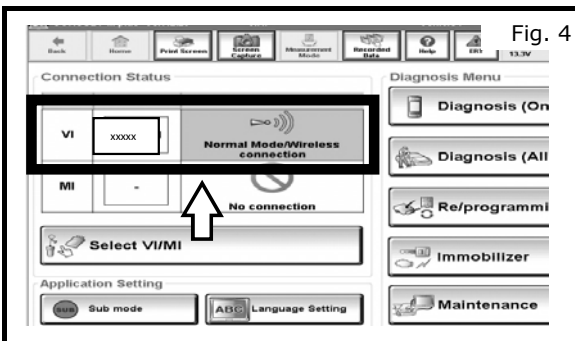 Fig. 4
Back
Home
Print Screen
Screen Capture
Measurement Mode
Recorded Data
Help
13.3V
Connection Status
Diagnosis Menu
VI
xxxxx
Normal Mode/Wireless
connection
MI
-
No connection
Select VI/MI
Diagnosis (On
Diagnosis (All
Re/programmi
Immobilizer
Maintenance
Application Setting
SUB
Sub mode
ABC
Language Setting